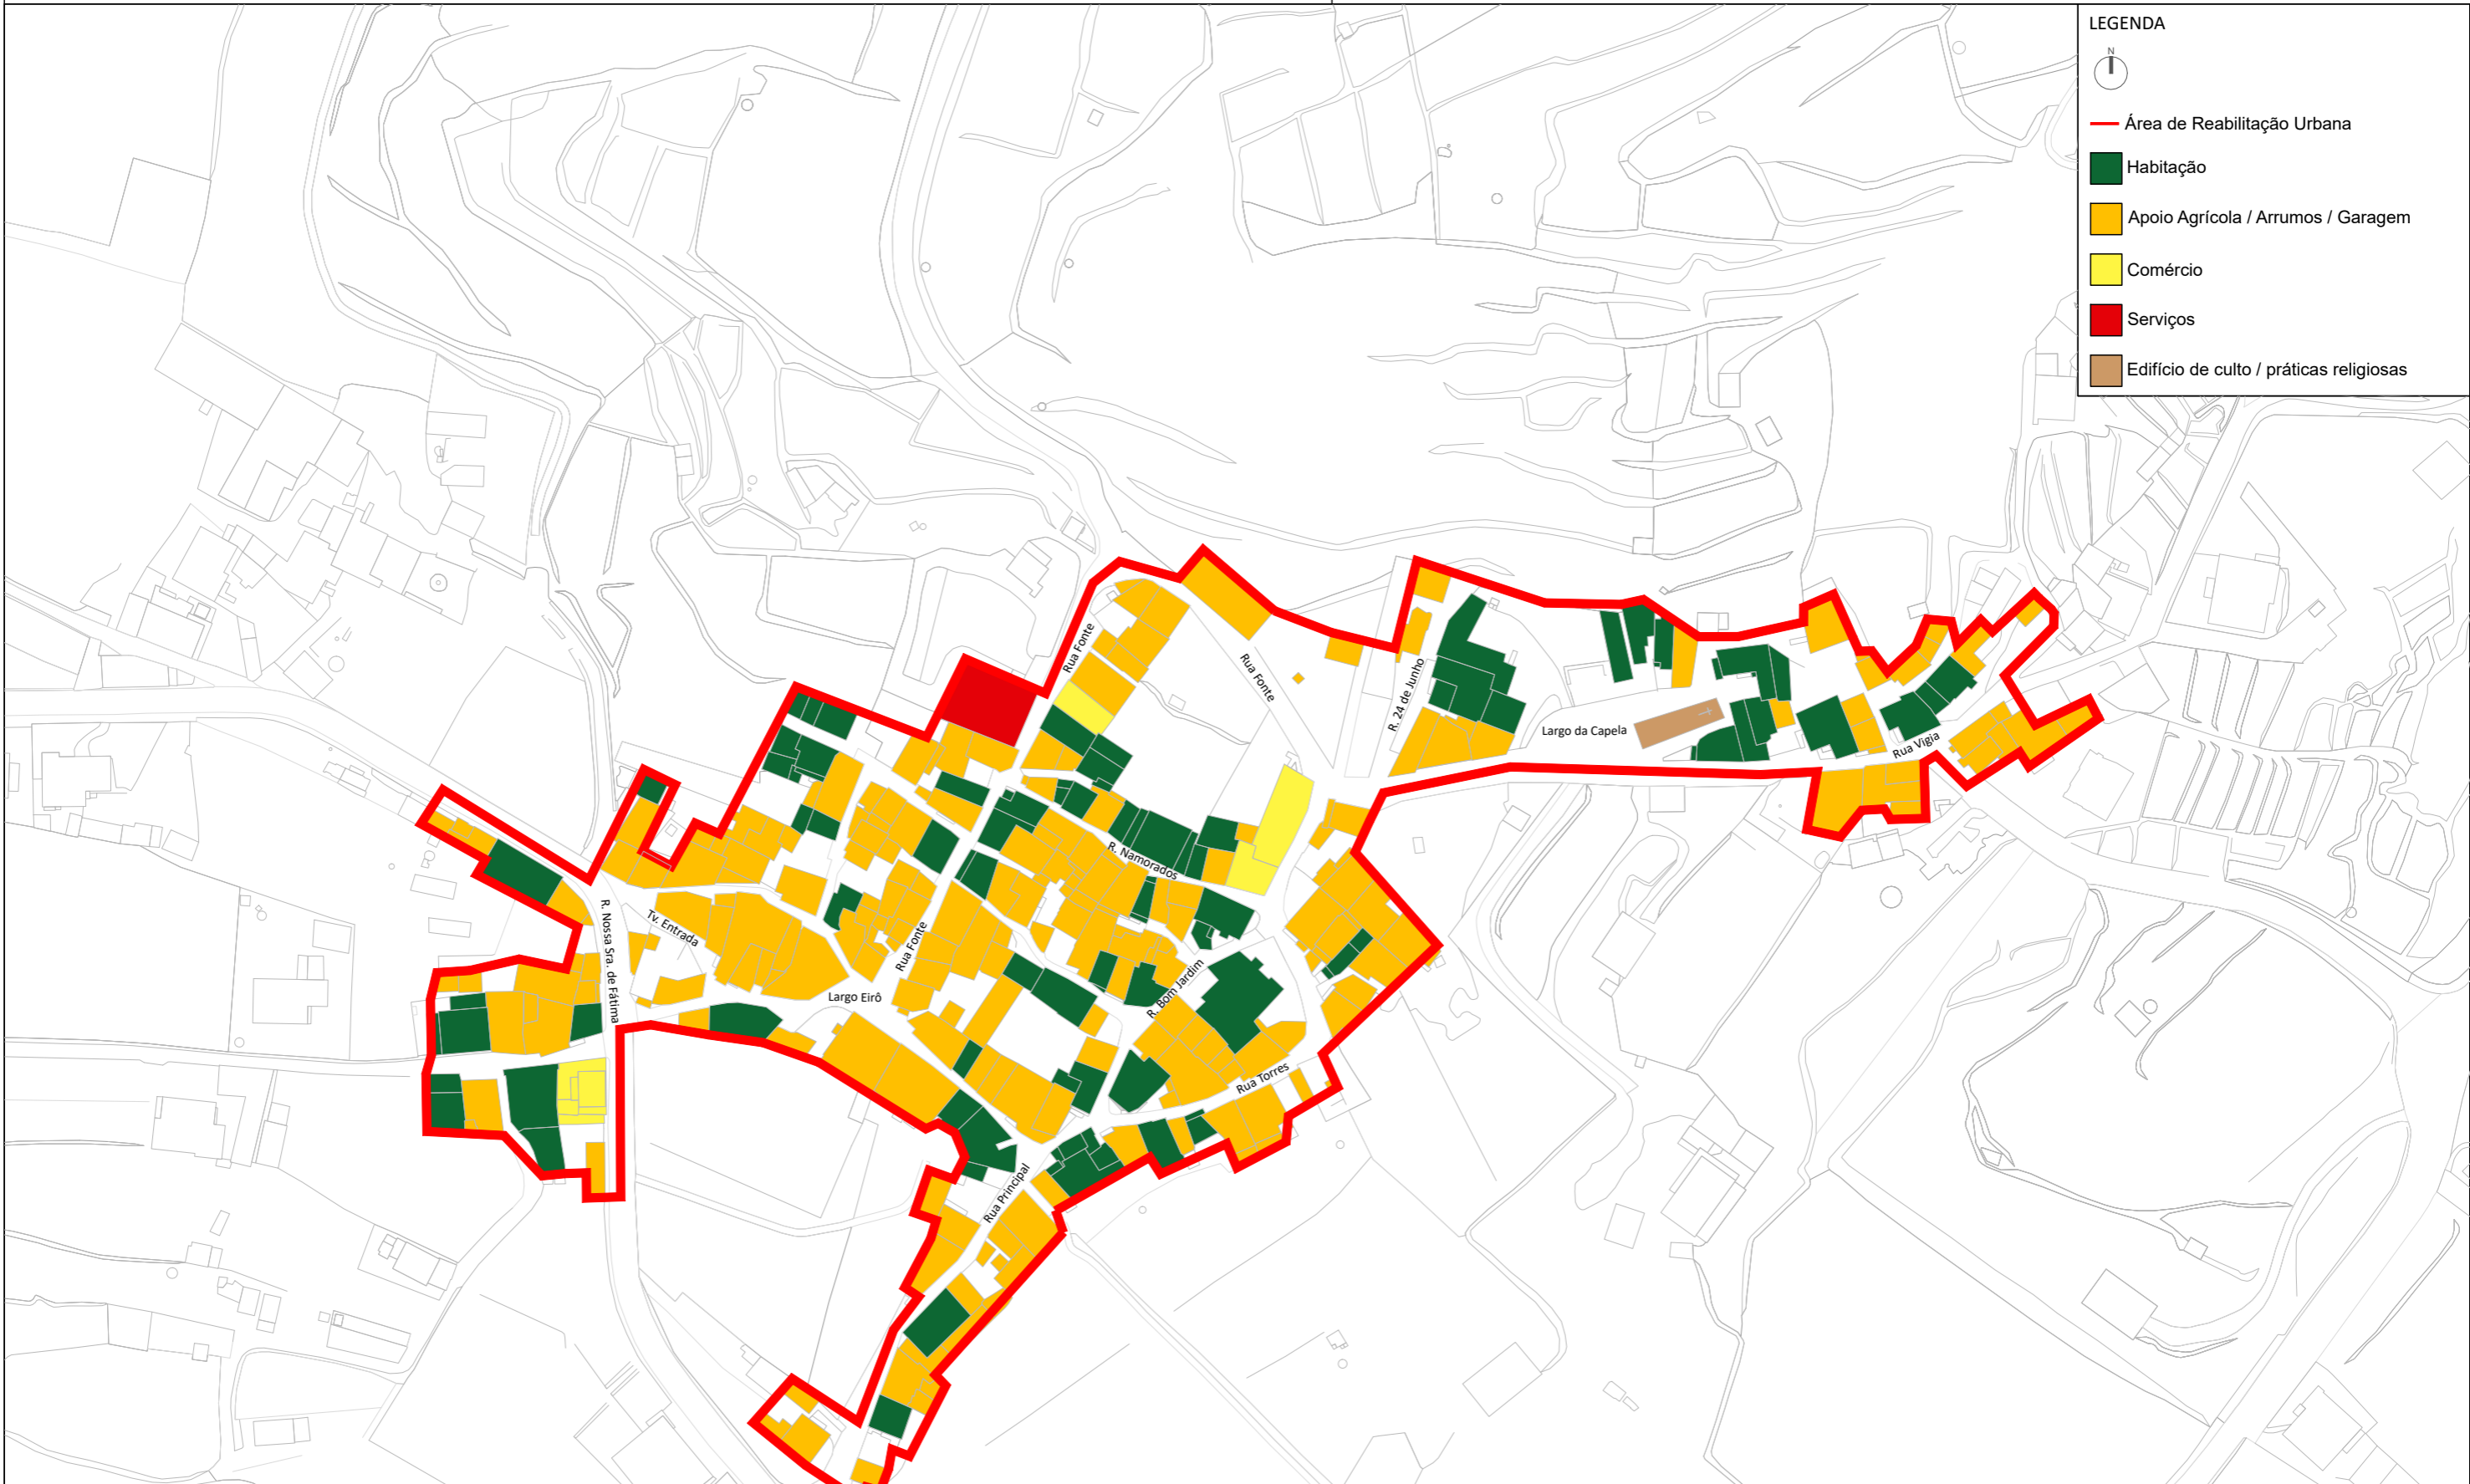 LEGENDA
N
Área de Reabilitação Urbana
Habitação
Apoio Agrícola / Arrumos / Garagem
Comércio
Serviços
Edifício de culto / práticas religiosas
Rua Fonte
Rua Fonte
R. 24 de Junho
Largo da Capela
Rua Vigia
R. Namorados
R. Nossa Sra. de Fátima
Tv. Entrada
Rua Fonte
Largo Eirô
R. Bom Jardim
Rua Torres
Rua Principal